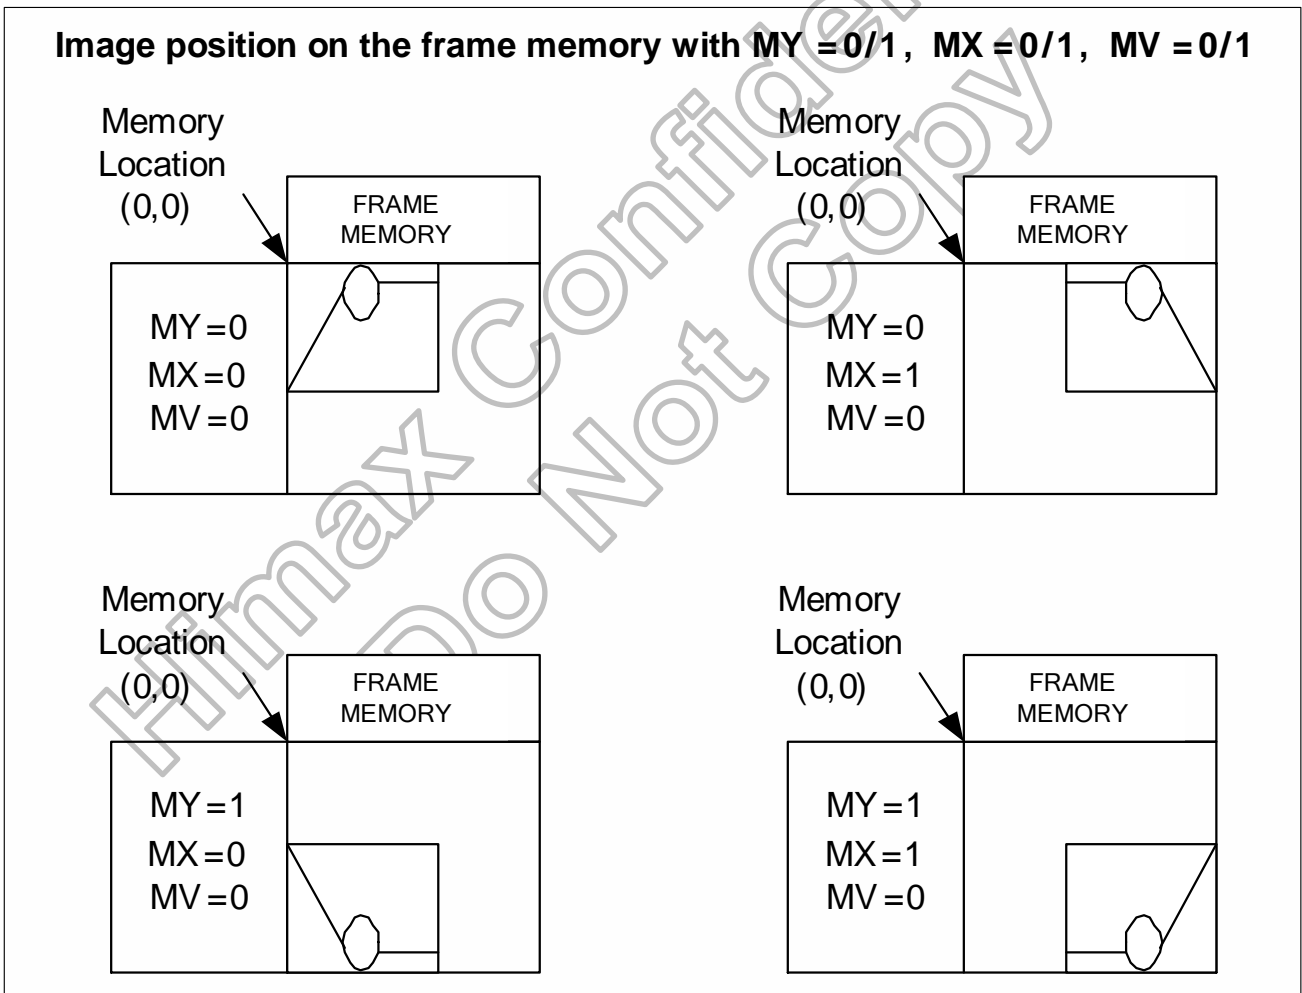 Image position on the frame memory with MY =0/1, MX =0/1, MV =0/1
Memory
Location
(0,0)
FRAME
MEMORY
MY=0
MX=0
MV=0
Memory
Location
(0,0)
FRAME
MEMORY
MY=0
MX=1
MV=0
Memory
Location
(0,0)
FRAME
MEMORY
MY=1
MX=0
MV=0
Memory
Location
(0,0)
FRAME
MEMORY
MY=1
MX=1
MV=0
Himax Confiden
Do Not Copy